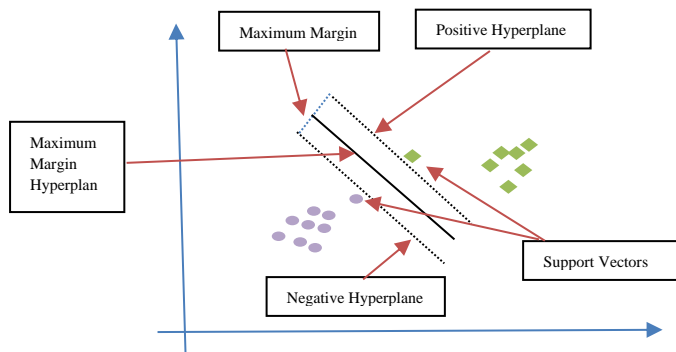 Maximum Margin
Positive Hyperplane
Maximum
Margin
Hyperplan
Support Vectors
Negative Hyperplane